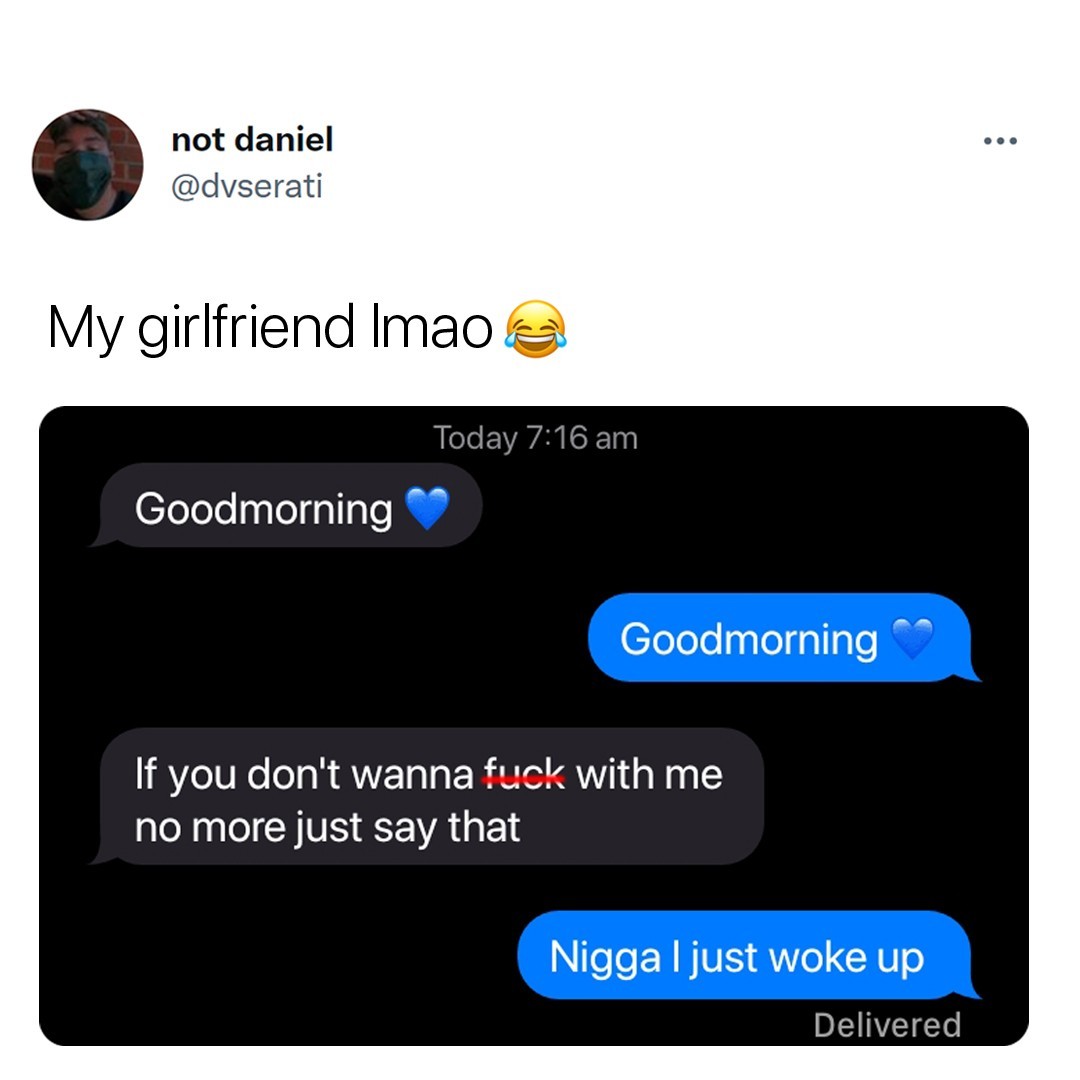 not daniel
@dvserati
My girlfriend lmao 😂
Today 7:16 am
Goodmorning 💙
Goodmorning 💙
If you don't wanna fuck with me
no more just say that
Nigga I just woke up
Delivered